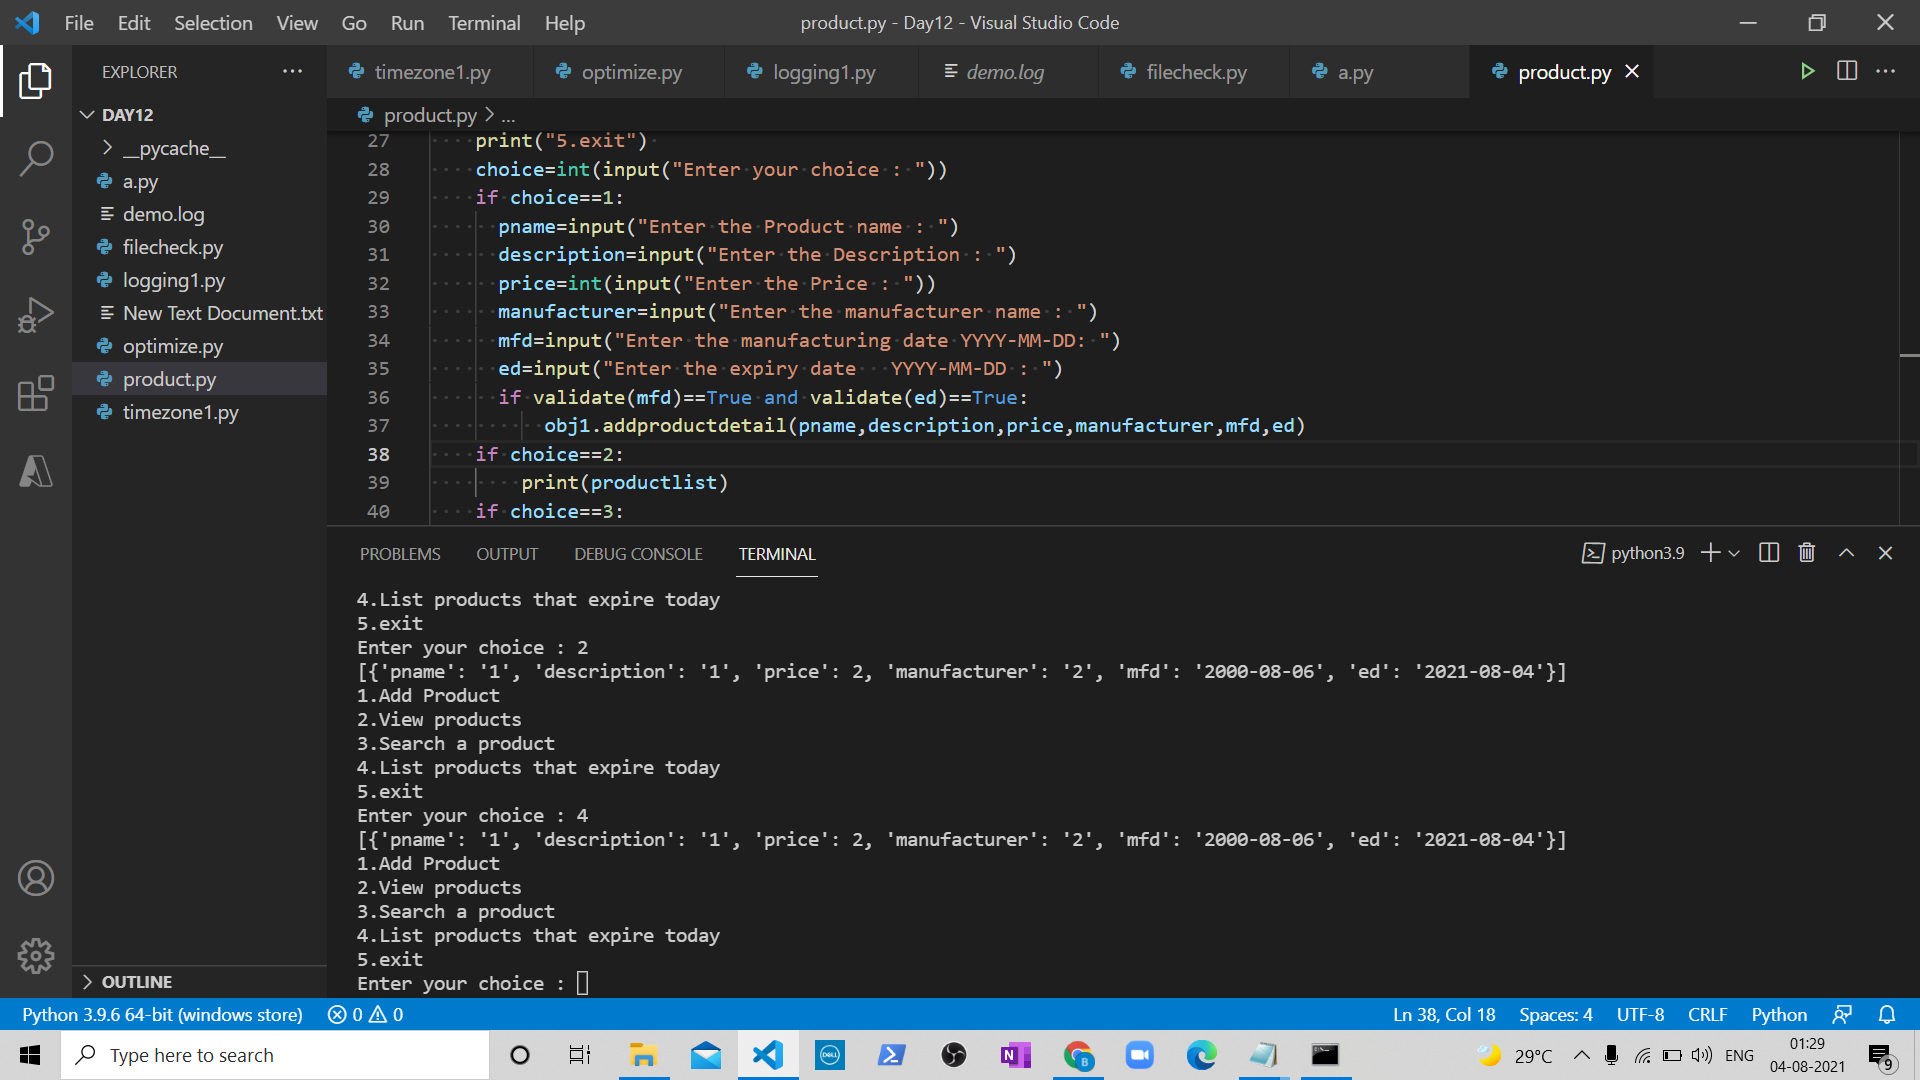 File Edit Selection View Go Run Terminal Help product.py - Day12 - Visual Studio Code
EXPLORER
timezone1.py optimize.py logging1.py demo.log filecheck.py a.py product.py
DAY12
__pycache__
a.py
demo.log
filecheck.py
logging1.py
New Text Document.txt
optimize.py
product.py
timezone1.py
OUTLINE
product.py > ...
27 print("5.exit")
28 choice=int(input("Enter your choice : "))
29 if choice==1:
30 pname=input("Enter the Product name : ")
31 description=input("Enter the Description : ")
32 price=int(input("Enter the Price : "))
33 manufacturer=input("Enter the manufacturer name : ")
34 mfd=input("Enter the manufacturing date YYYY-MM-DD: ")
35 ed=input("Enter the expiry date   YYYY-MM-DD : ")
36 if validate(mfd)==True and validate(ed)==True:
37 obj1.addproductdetail(pname,description,price,manufacturer,mfd,ed)
38 if choice==2:
39 print(productlist)
40 if choice==3:
PROBLEMS OUTPUT DEBUG CONSOLE TERMINAL python3.9
4.List products that expire today
5.exit
Enter your choice : 2
[{'pname': '1', 'description': '1', 'price': 2, 'manufacturer': '2', 'mfd': '2000-08-06', 'ed': '2021-08-04'}]
1.Add Product
2.View products
3.Search a product
4.List products that expire today
5.exit
Enter your choice : 4
[{'pname': '1', 'description': '1', 'price': 2, 'manufacturer': '2', 'mfd': '2000-08-06', 'ed': '2021-08-04'}]
1.Add Product
2.View products
3.Search a product
4.List products that expire today
5.exit
Enter your choice :
Python 3.9.6 64-bit (windows store) 0 0 Ln 38, Col 18 Spaces: 4 UTF-8 CRLF Python
Type here to search DELL N B 29°C ENG 01:29
04-08-2021 9